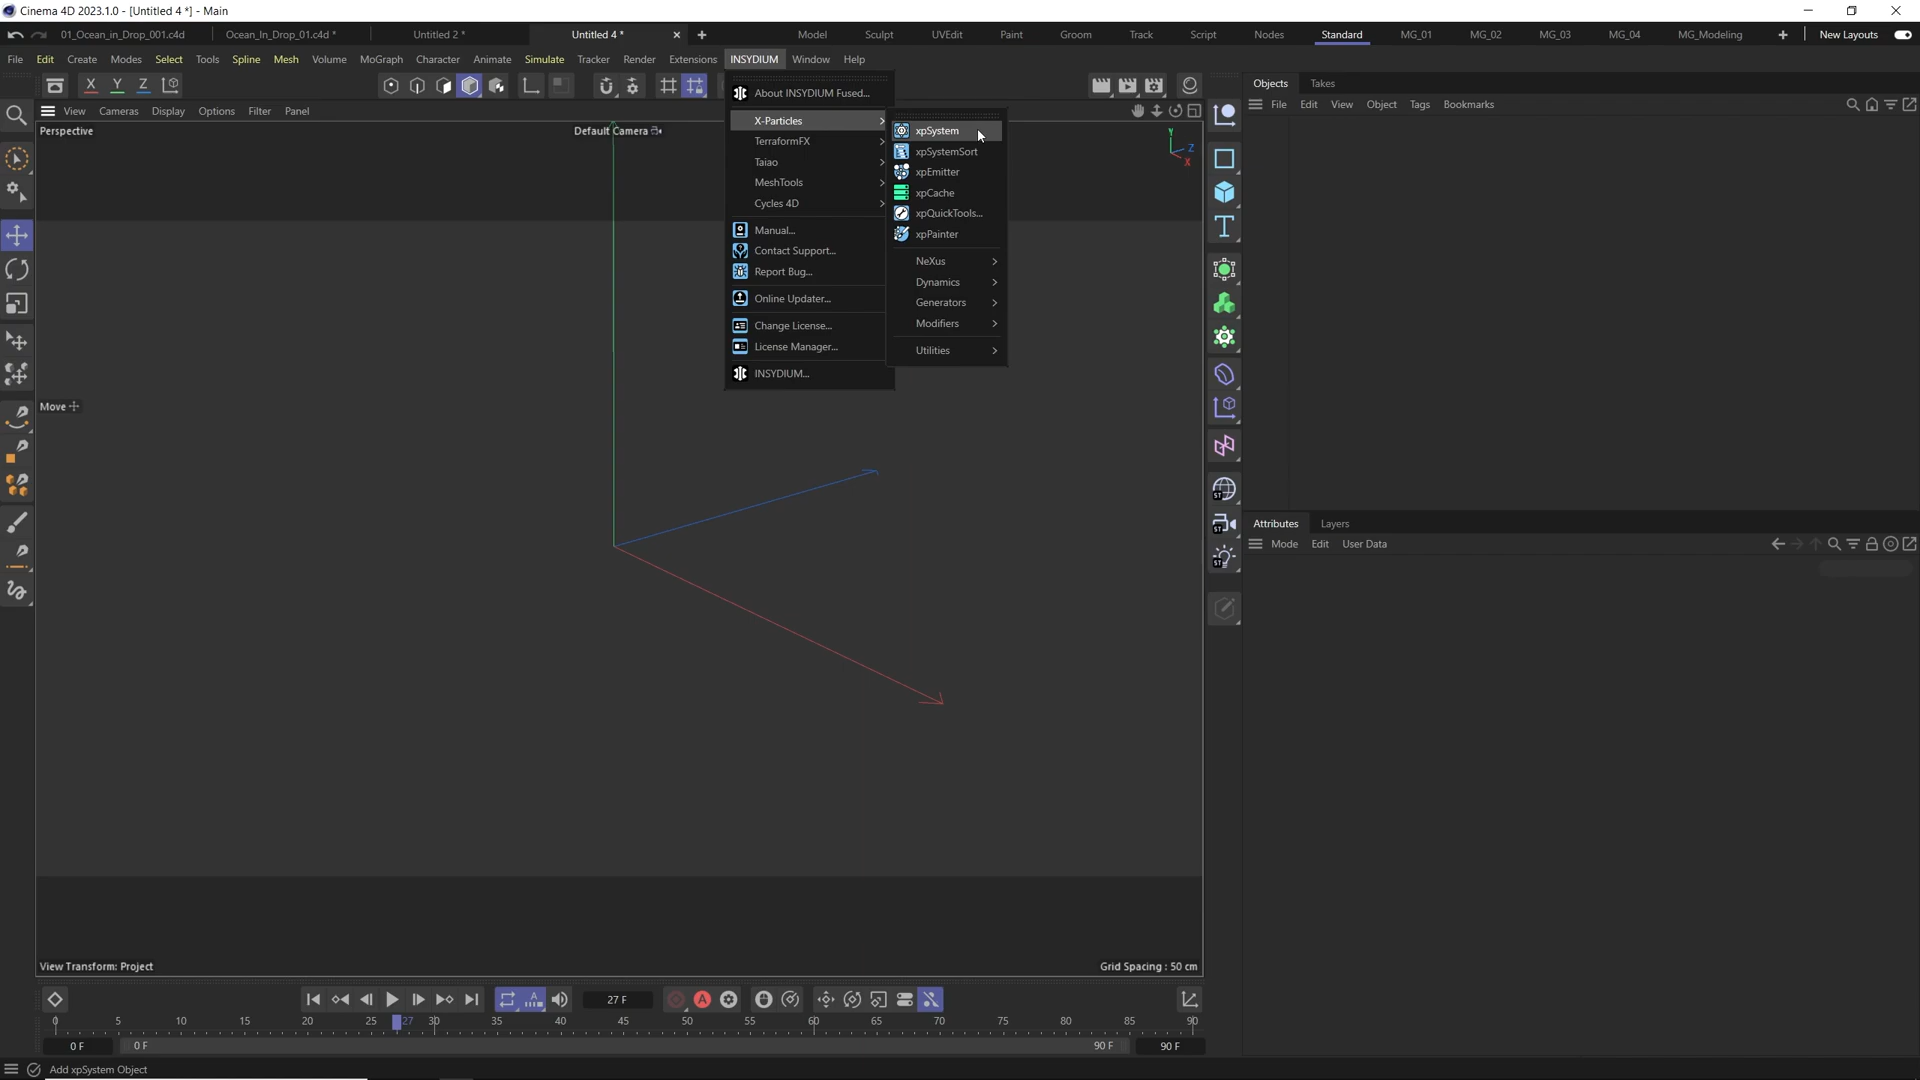 Cinema 4D 2023.1.0 - [Untitled 4 *] - Main
01_Ocean_in_Drop_001.c4d Ocean_In_Drop_01.c4d * Untitled 2 * Untitled 4 * Model Sculpt UVEdit Paint Groom Track Script Nodes Standard MG_01 MG_02 MG_03 MG_04 MG_Modeling New Layouts
File Edit Create Modes Select Tools Spline Mesh Volume MoGraph Character Animate Simulate Tracker Render Extensions INSYDIUM Window Help
X Y Z
Objects Takes
File Edit View Object Tags Bookmarks
View Cameras Display Options Filter Panel
Perspective
Default Camera
Y
Z
X
About INSYDIUM Fused...
X-Particles
TerraformFX
Taiao
MeshTools
Cycles 4D
Manual...
Contact Support...
Report Bug...
Online Updater...
Change License...
License Manager...
INSYDIUM...
xpSystem
xpSystemSort
xpEmitter
xpCache
xpQuickTools...
xpPainter
NeXus
Dynamics
Generators
Modifiers
Utilities
Move
ST
ST
ST
Attributes Layers
Mode Edit User Data
View Transform: Project
Grid Spacing : 50 cm
27 F
0 5 10 15 20 25 27 30 35 40 45 50 55 60 65 70 75 80 85 90
0 F 0 F 90 F 90 F
Add xpSystem Object